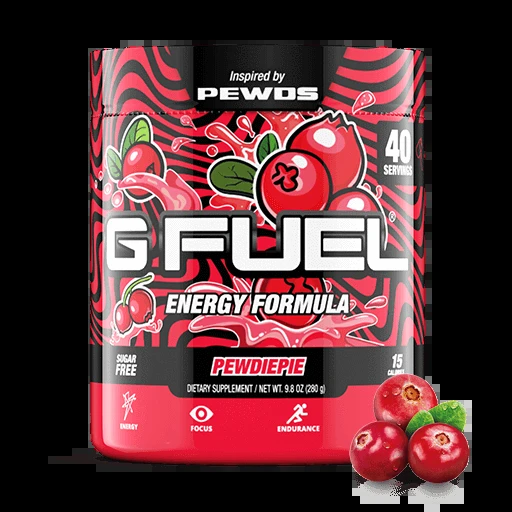 Inspired by
PEWDS
40
SERVINGS
G FUEL
ENERGY FORMULA
SUGAR
FREE
PEWDIEPIE
15
CALORIES
DIETARY SUPPLEMENT / NET WT. 9.8 OZ (280 g)
ENERGY
FOCUS
ENDURANCE